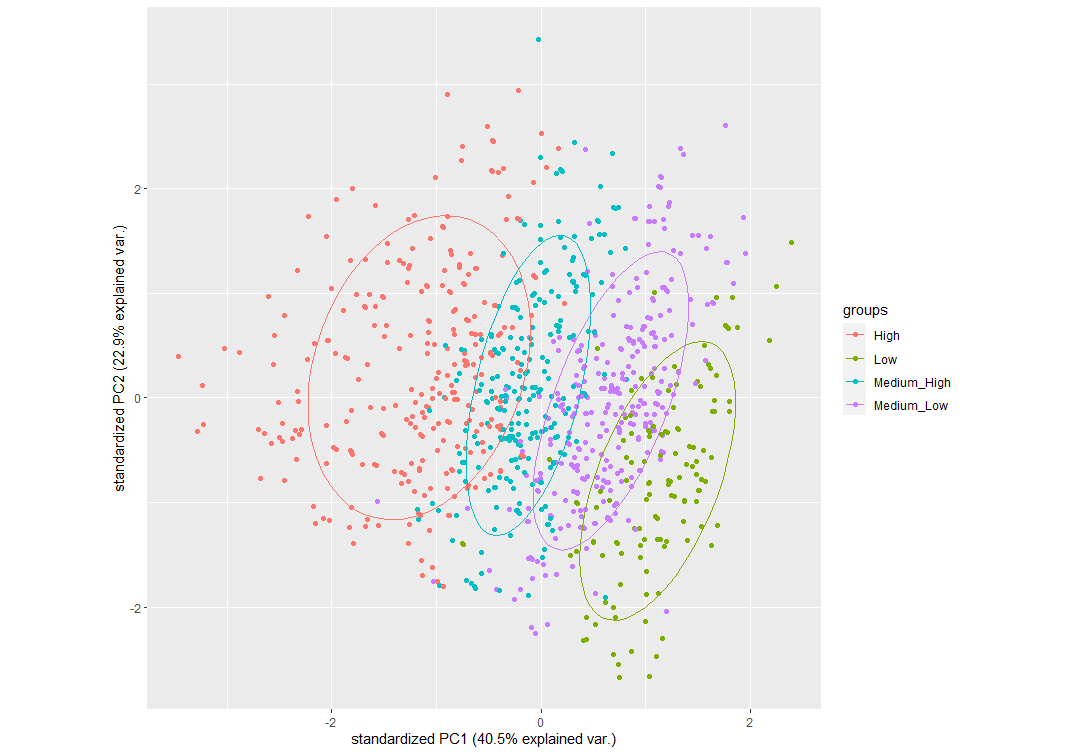 standardized PC2 (22.9% explained var.)
2
0
-2
-2
0
2
standardized PC1 (40.5% explained var.)
groups
High
Low
Medium_High
Medium_Low